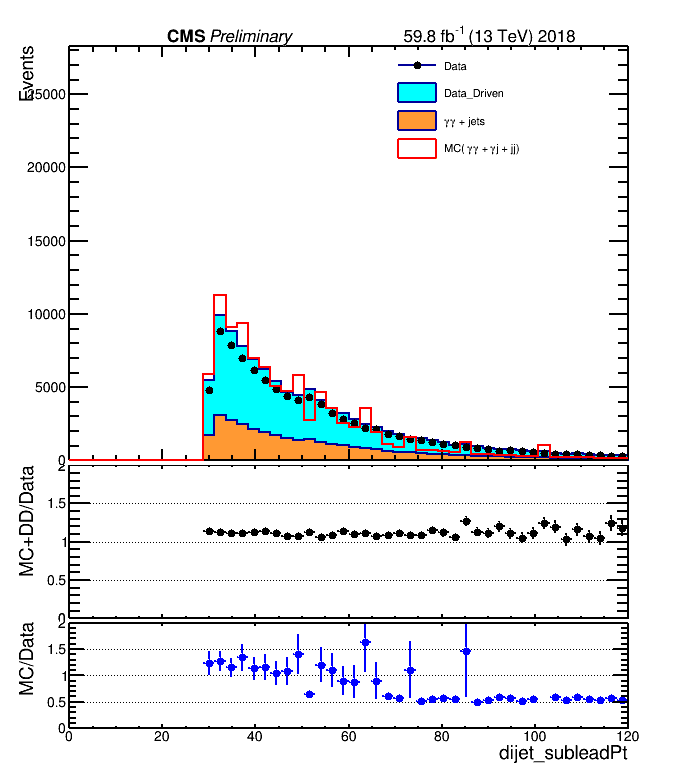 CMS Preliminary 59.8 fb-1 (13 TeV) 2018
Events
25000
20000
15000
10000
5000
0
Data
Data_Driven
γγ + jets
MC( γγ + γj + jj)
MC+DD/Data
2
1.5
1
0.5
0
MC/Data
2
1.5
1
0.5
0
0 20 40 60 80 100 120
dijet_subleadPt